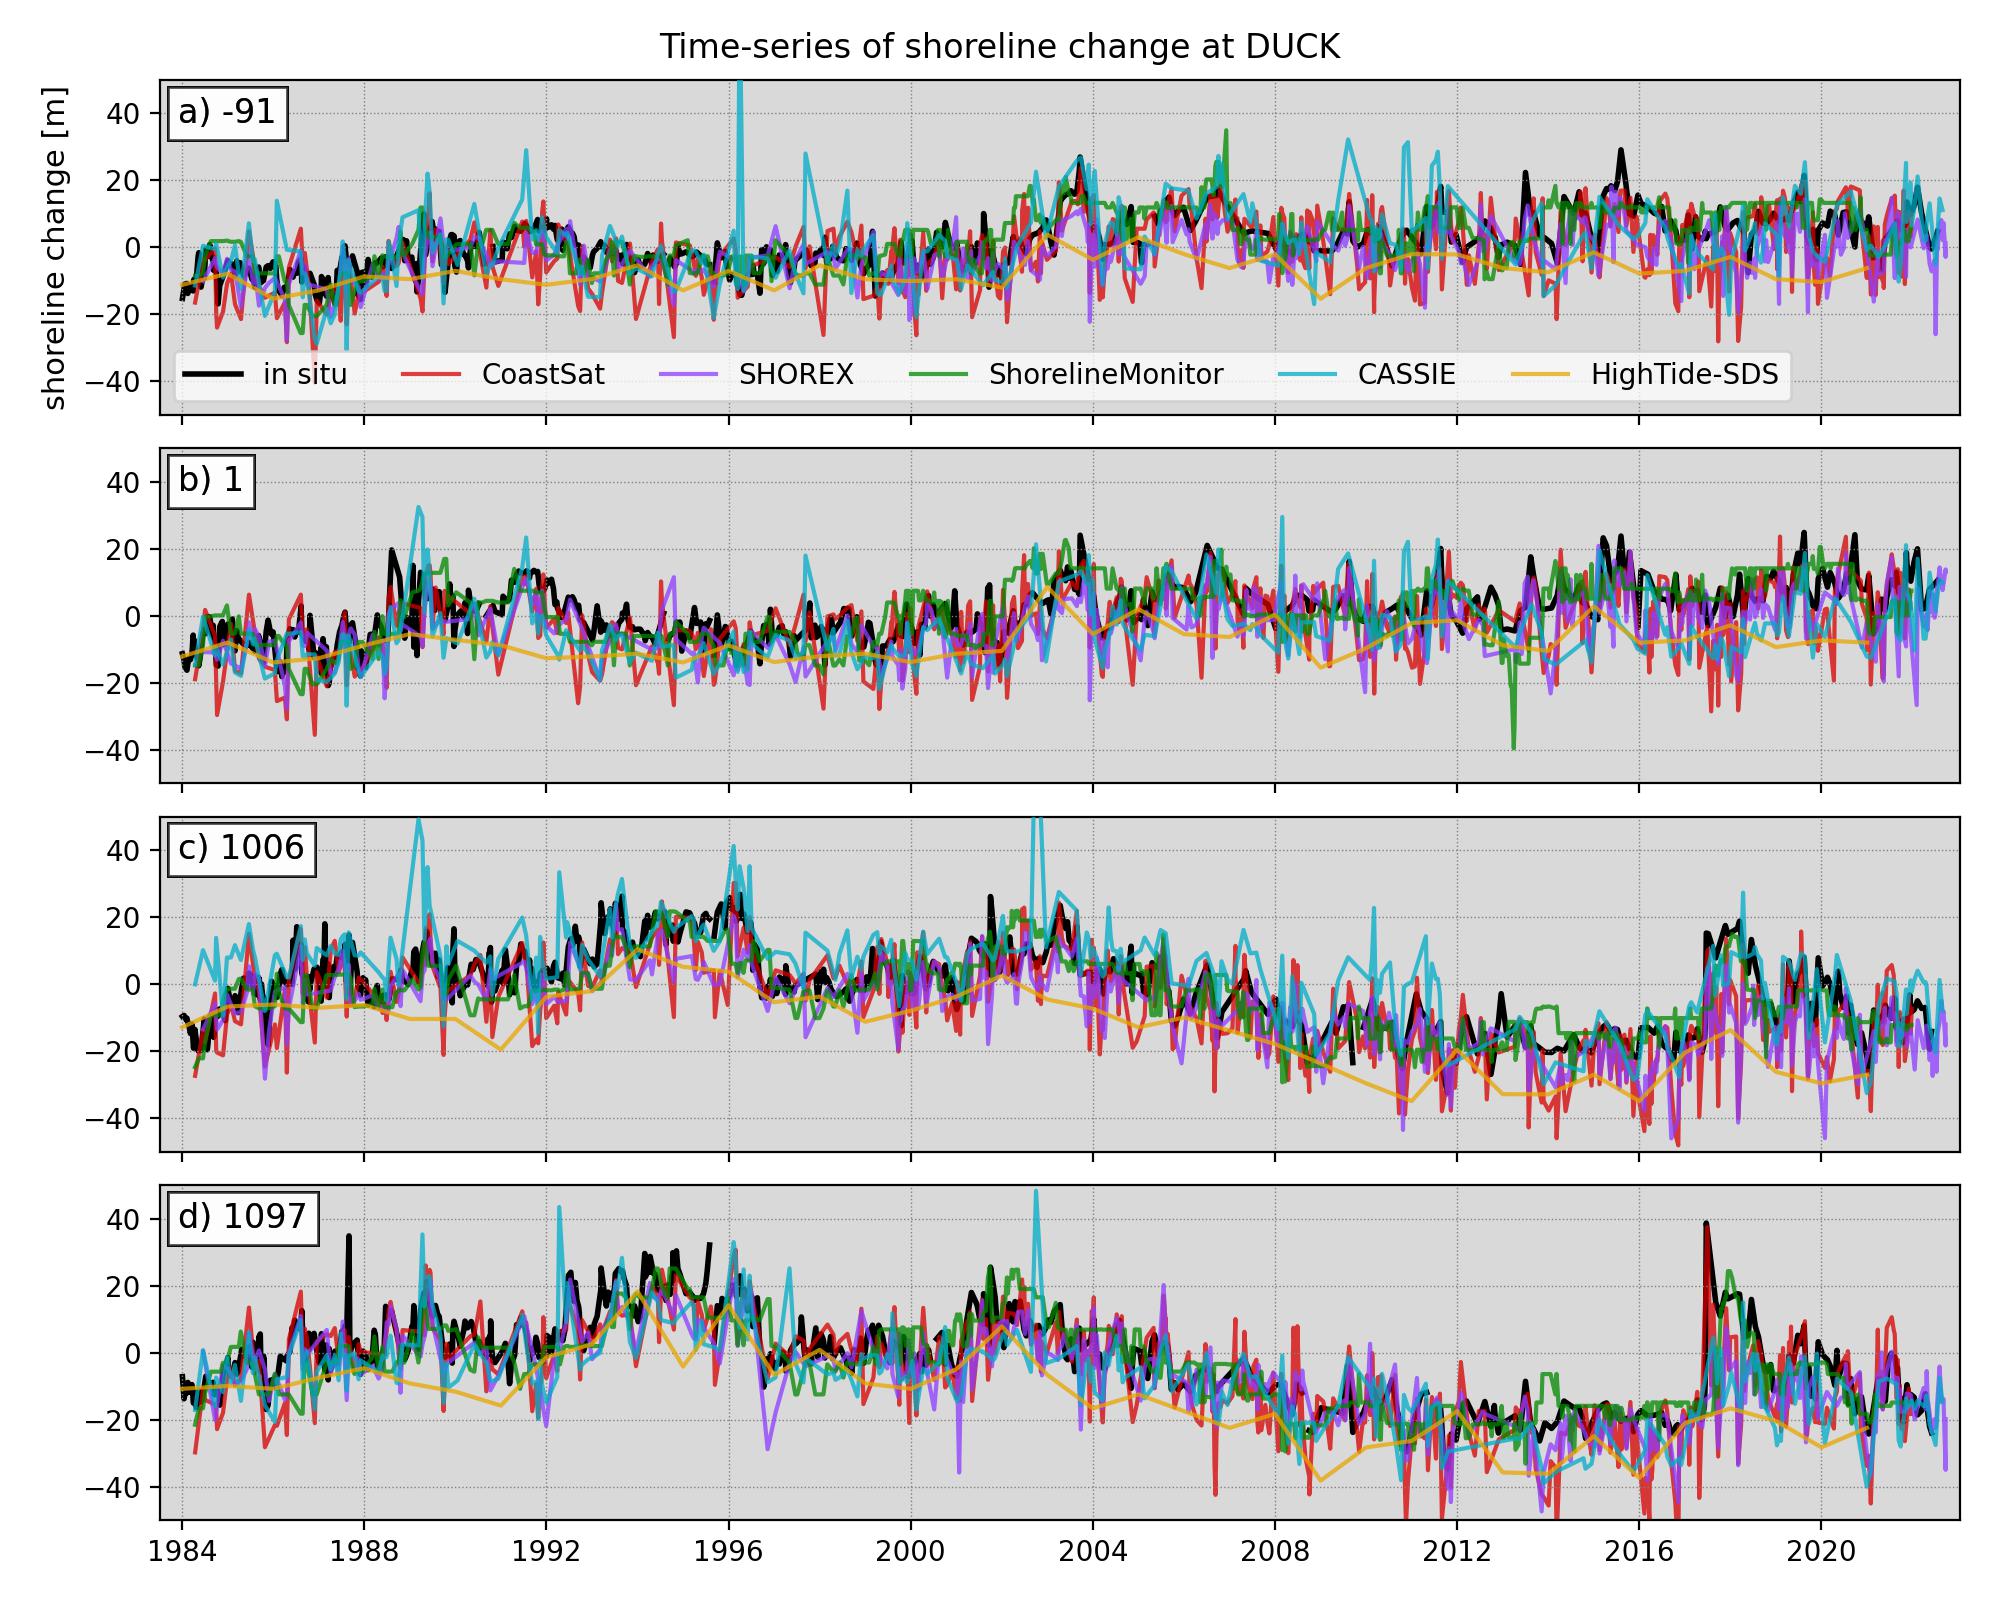 Time-series of shoreline change at DUCK
shoreline change [m]
a) -91
40
20
0
−20
−40
in situ CoastSat SHOREX ShorelineMonitor CASSIE HighTide-SDS
b) 1
40
20
0
−20
−40
c) 1006
40
20
0
−20
−40
d) 1097
40
20
0
−20
−40
1984 1988 1992 1996 2000 2004 2008 2012 2016 2020